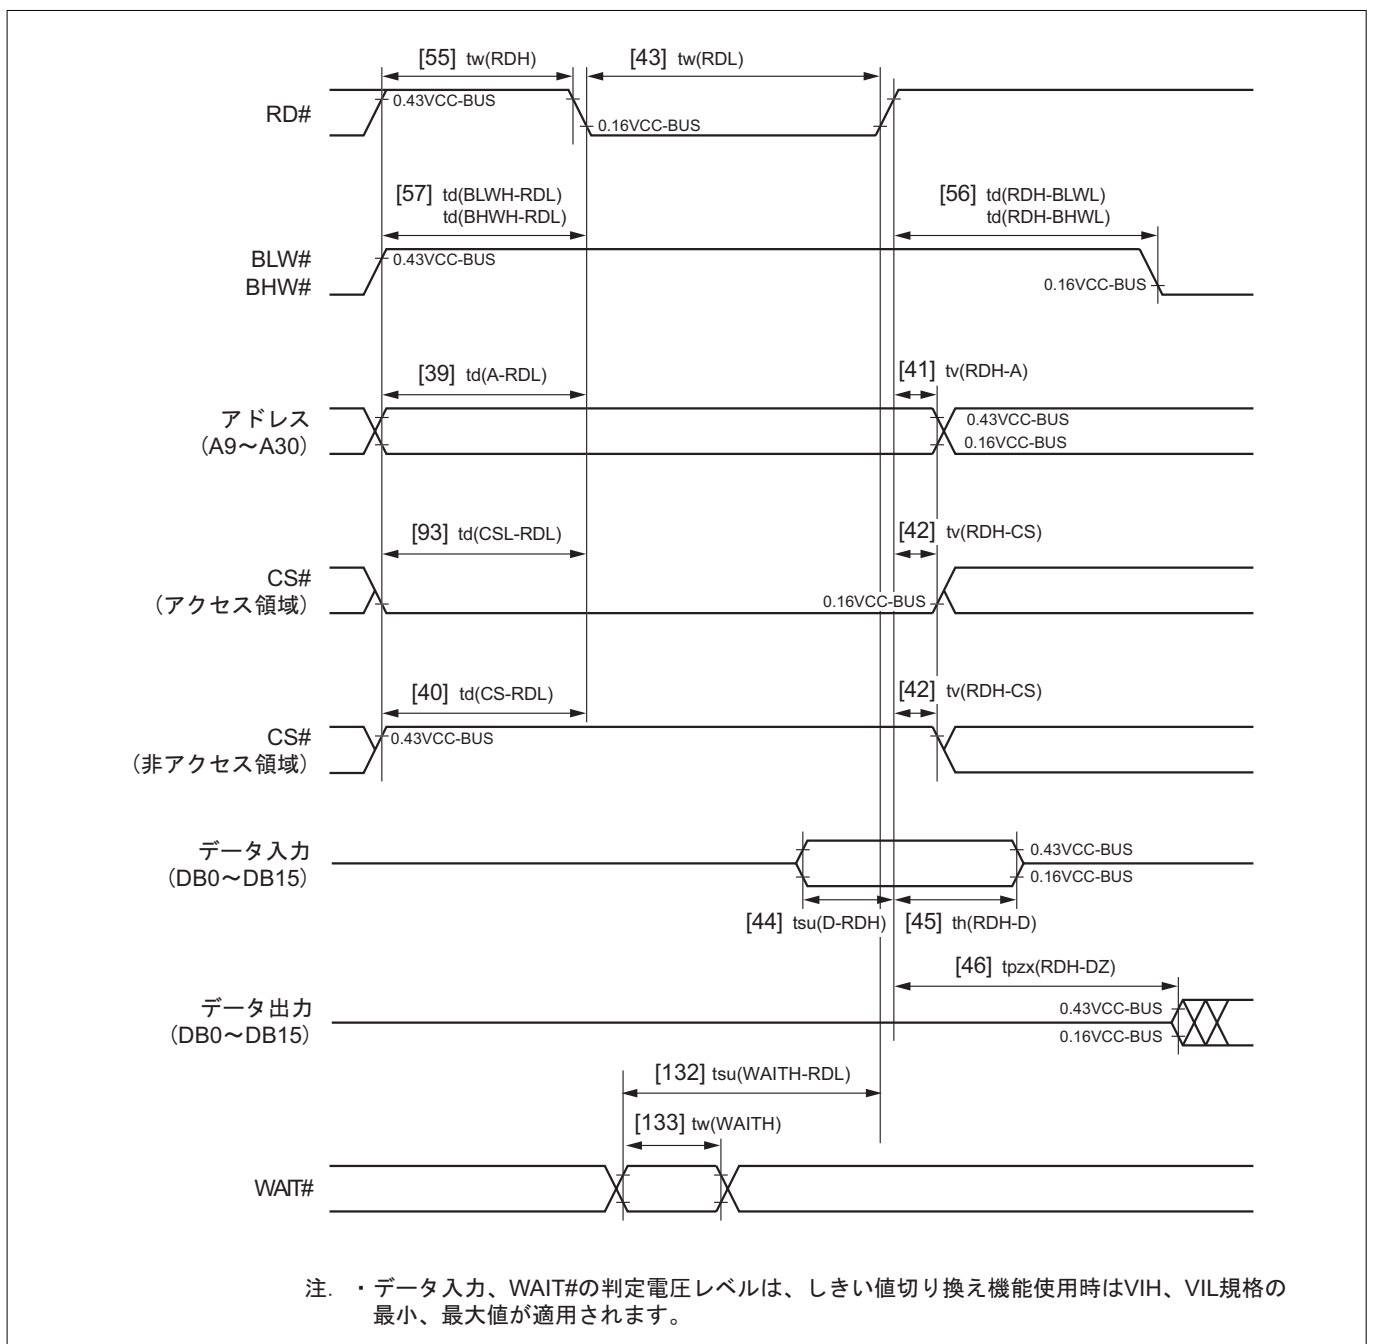 [55] tw(RDH)
[43] tw(RDL)
RD#
0.43VCC-BUS
0.16VCC-BUS
[57] td(BLWH-RDL)
td(BHWH-RDL)
[56] td(RDH-BLWL)
td(RDH-BHWL)
BLW#
BHW#
0.43VCC-BUS
0.16VCC-BUS
[39] td(A-RDL)
[41] tv(RDH-A)
アドレス
(A9～A30)
0.43VCC-BUS
0.16VCC-BUS
[93] td(CSL-RDL)
[42] tv(RDH-CS)
CS#
(アクセス領域)
0.16VCC-BUS
[40] td(CS-RDL)
[42] tv(RDH-CS)
CS#
(非アクセス領域)
0.43VCC-BUS
データ入力
(DB0～DB15)
0.43VCC-BUS
0.16VCC-BUS
[44] tsu(D-RDH)
[45] th(RDH-D)
[46] tpzx(RDH-DZ)
データ出力
(DB0～DB15)
0.43VCC-BUS
0.16VCC-BUS
[132] tsu(WAITH-RDL)
[133] tw(WAITH)
WAIT#
注. ・データ入力、WAIT#の判定電圧レベルは、しきい値切り換え機能使用時はVIH、VIL規格の
最小、最大値が適用されます。